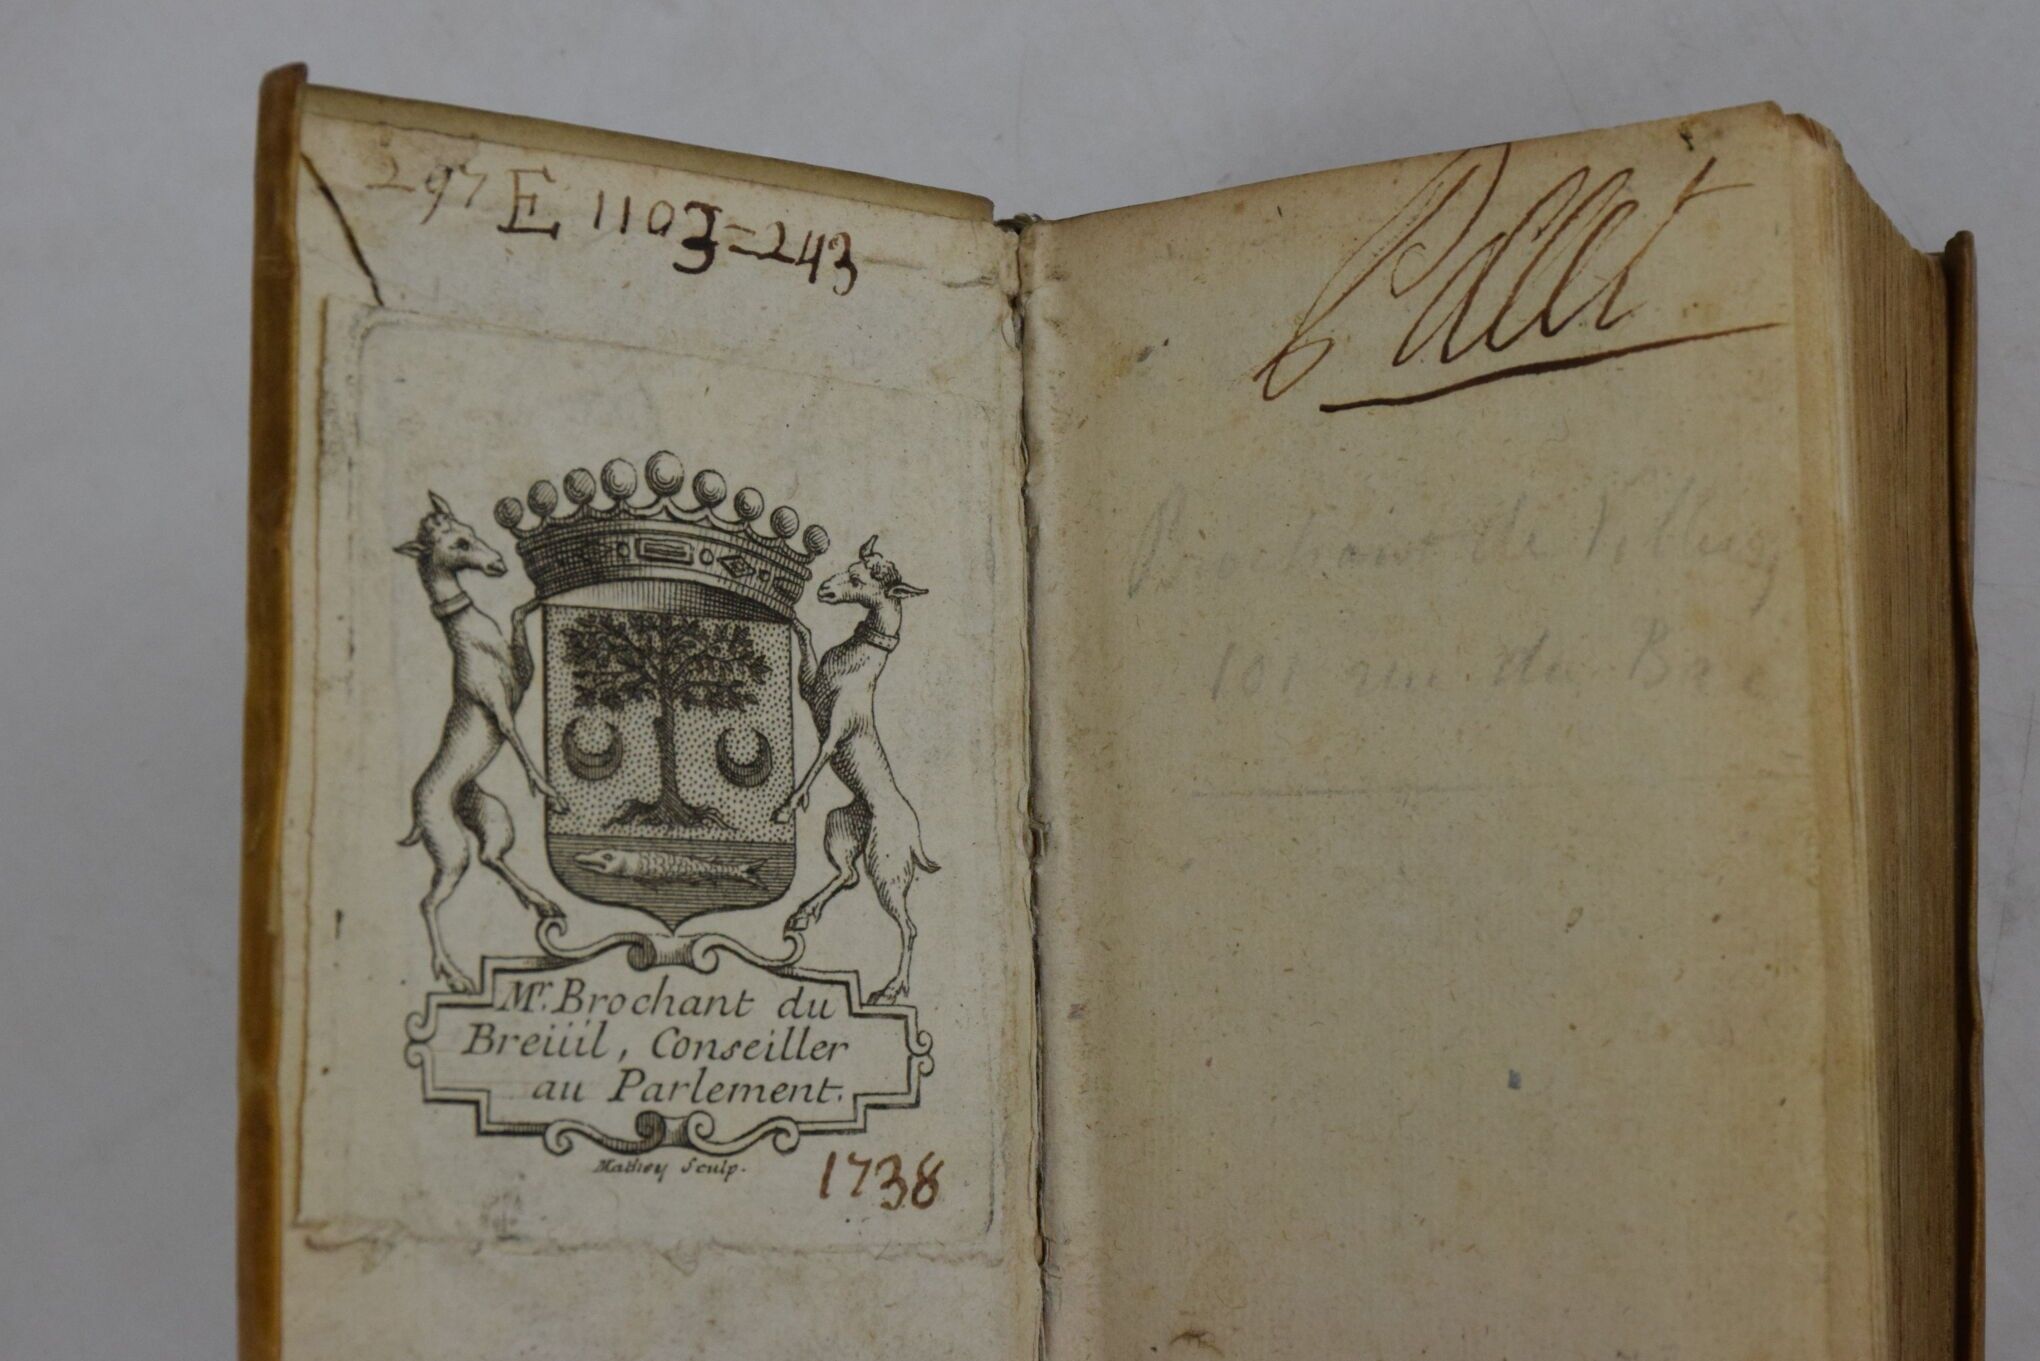 297 E 1103=243
Mr. Brochant du
Breüil, Conseiller
au Parlement.
Mathey Sculp.
1738
Pallet
Brochant de Villiers
101 rue du Bac